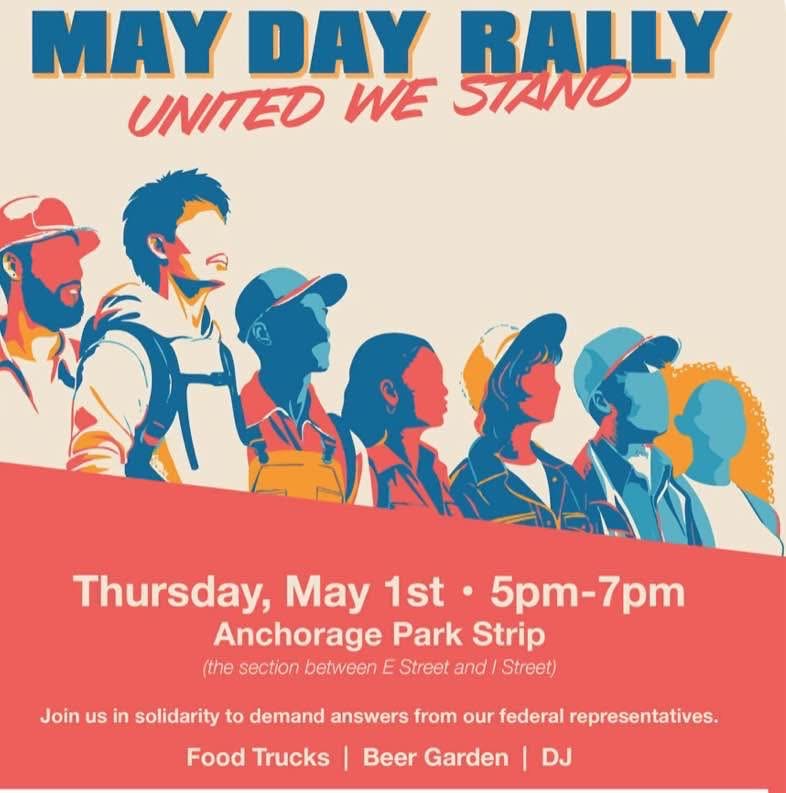 MAY DAY RALLY
UNITED WE STAND
Thursday, May 1st • 5pm-7pm
Anchorage Park Strip
(the section between E Street and I Street)
Join us in solidarity to demand answers from our federal representatives.
Food Trucks | Beer Garden | DJ